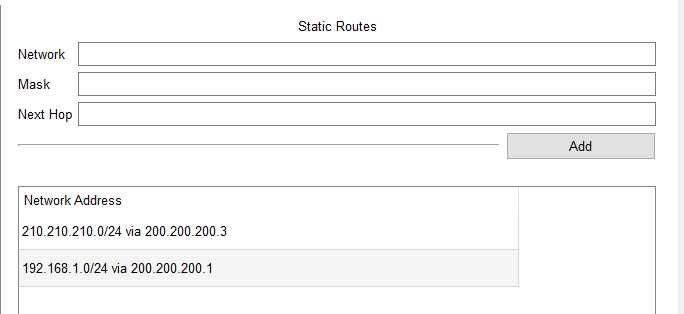 Static Routes
Network
Mask
Next Hop
Add
Network Address
210.210.210.0/24 via 200.200.200.3
192.168.1.0/24 via 200.200.200.1